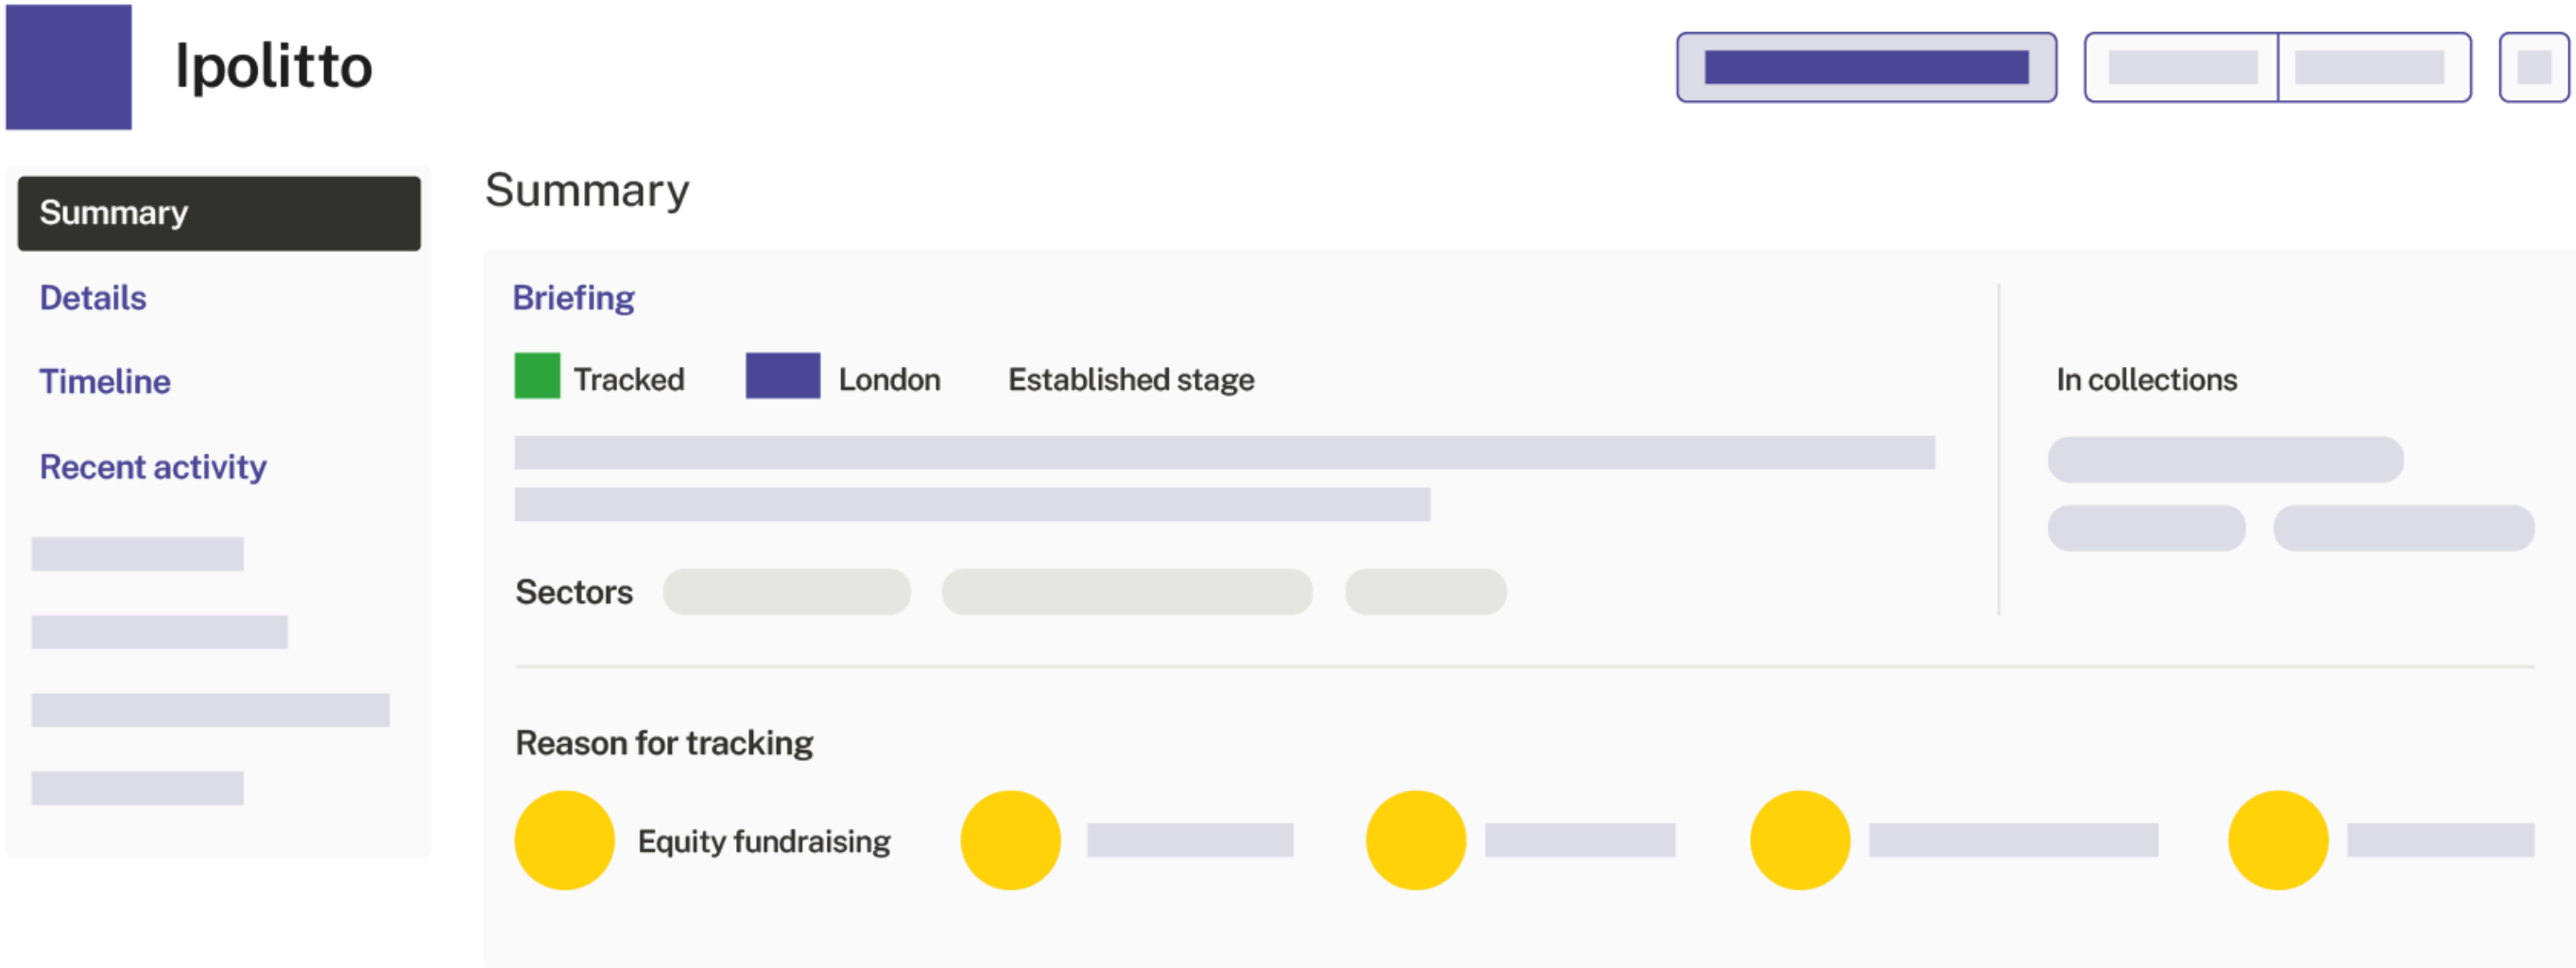 Ipolitto
Summary
Details
Timeline
Recent activity
Summary
Briefing
Tracked London Established stage
In collections
Sectors
Reason for tracking
Equity fundraising